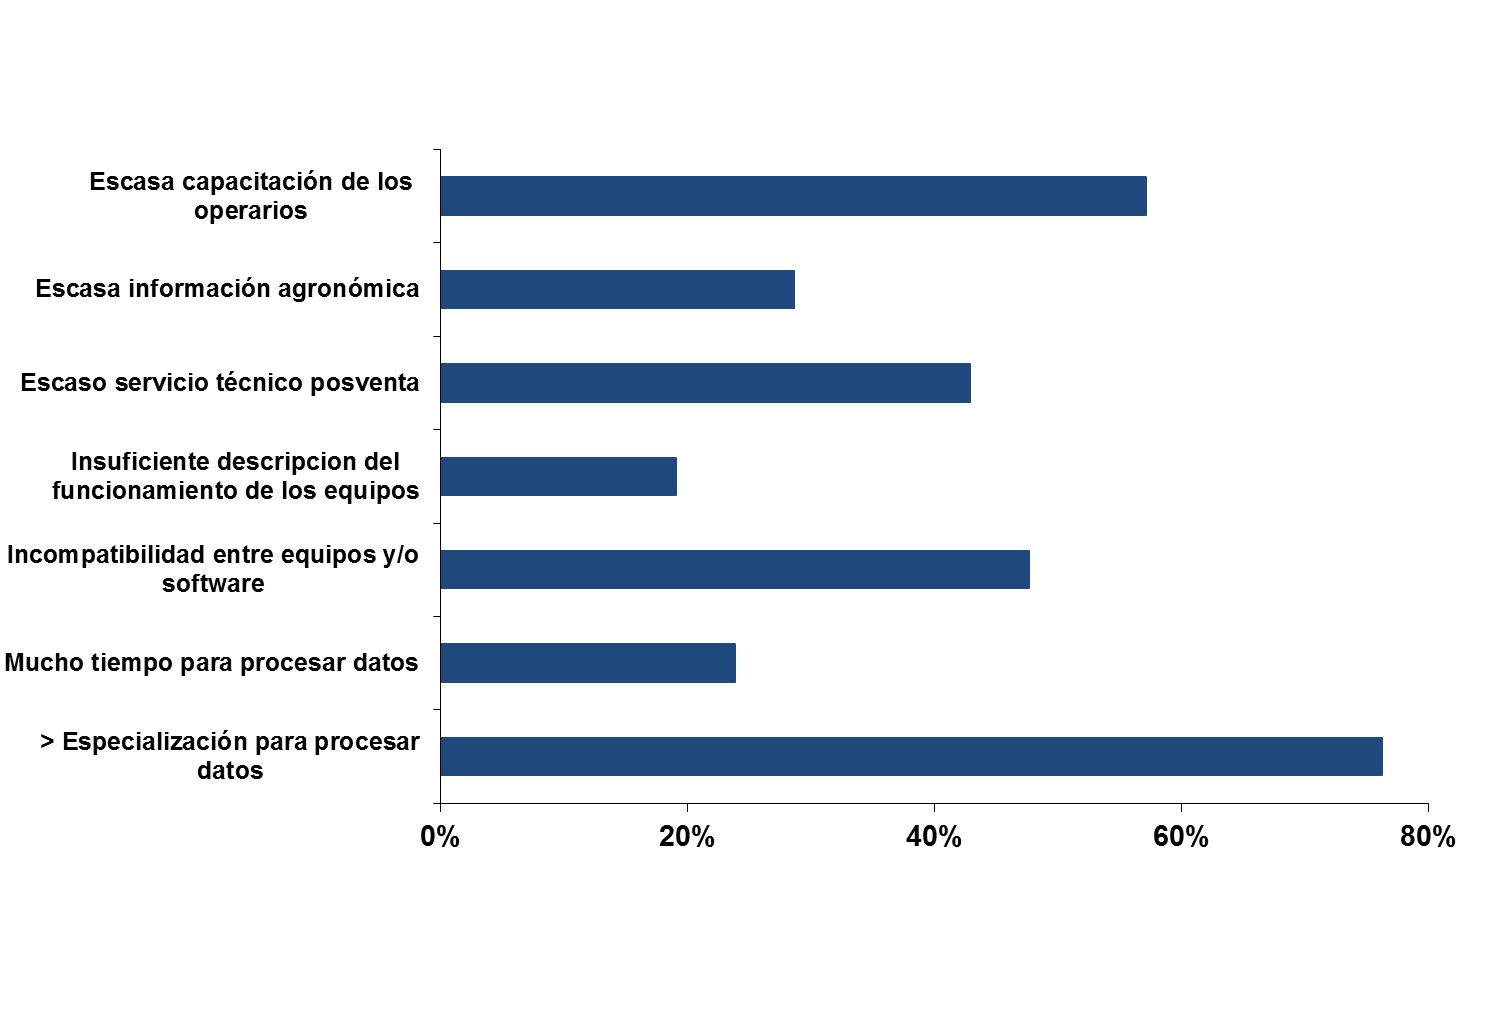 Escasa capacitación de los
operarios
Escasa información agronómica
Escaso servicio técnico posventa
Insuficiente descripcion del
funcionamiento de los equipos
Incompatibilidad entre equipos y/o
software
Mucho tiempo para procesar datos
> Especialización para procesar
datos
0% 20% 40% 60% 80%